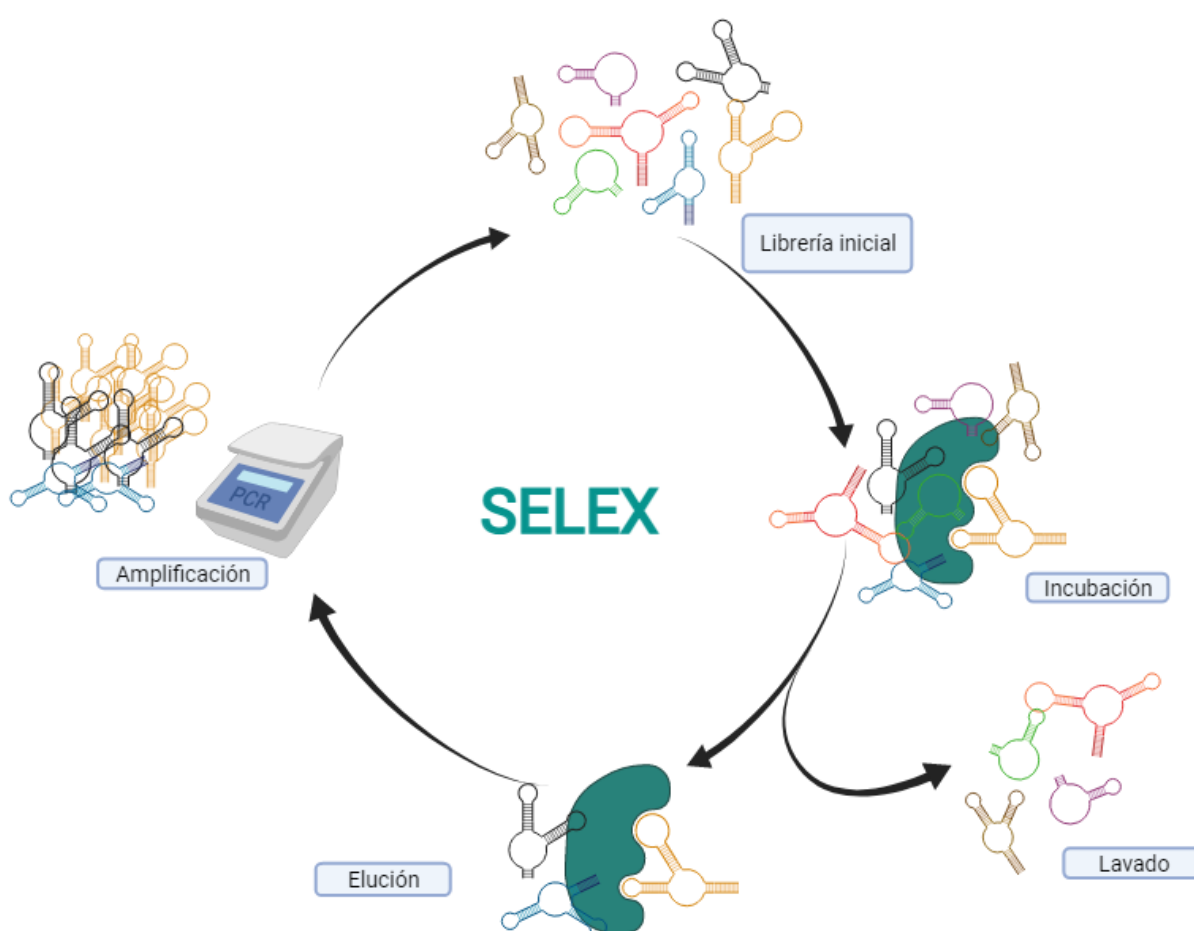 Librería inicial
PCR
SELEX
Amplificación
Incubación
Elución
Lavado